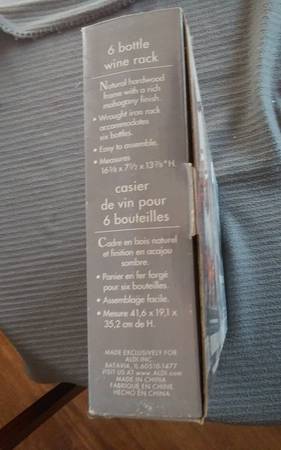 6 bottle
wine rack
Natural hardwood
frame with a rich
mahogany finish.
• Wrought iron rack
accommodates
six bottles.
• Easy to assemble.
• Measures
16⅜ x 7½ x 13⅞" H.
casier
de vin pour
6 bouteilles
Cadre en bois naturel
et finition en acajou
sombre.
• Panier en fer forgé
pour six bouteilles.
• Assemblage facile.
• Mesure 41,6 x 19,1 x
35,2 cm de H.
MADE EXCLUSIVELY FOR
ALDI INC.
BATAVIA, IL 60510-1477
VISIT US AT www.ALDI.com
MADE IN CHINA
FABRIQUÉ EN CHINE
HECHO EN CHINA